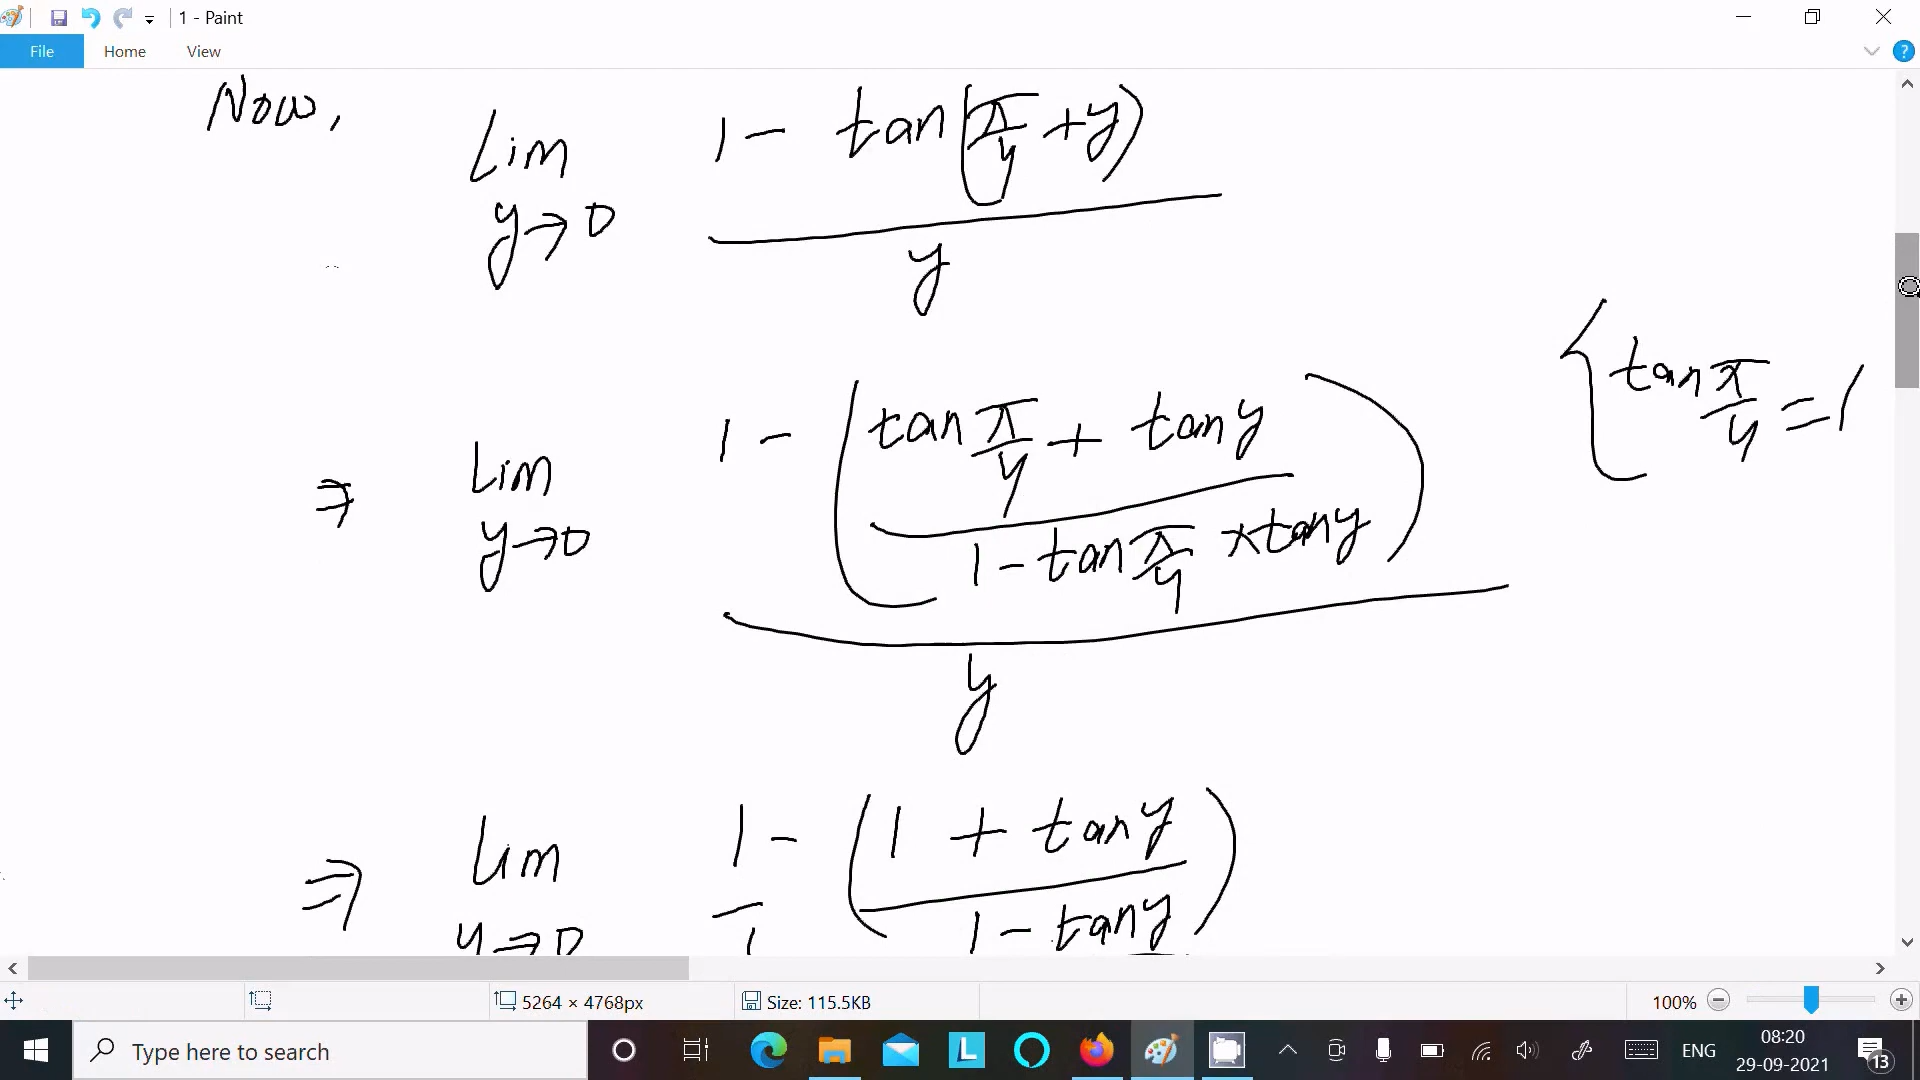 1 - Paint
File Home View
Now,
Lim 1 - tan(π/4 + y)
y→0 y
{tan π/4 = 1
⇒ Lim 1 - (tan π/4 + tan y / 1 - tan π/4 × tan y)
y→0 y
⇒ Lim 1 - (1 + tan y / 1 - tan y)
y→0 1
5264 × 4768px Size: 115.5KB 100%
Type here to search L ENG 08:20
29-09-2021 13